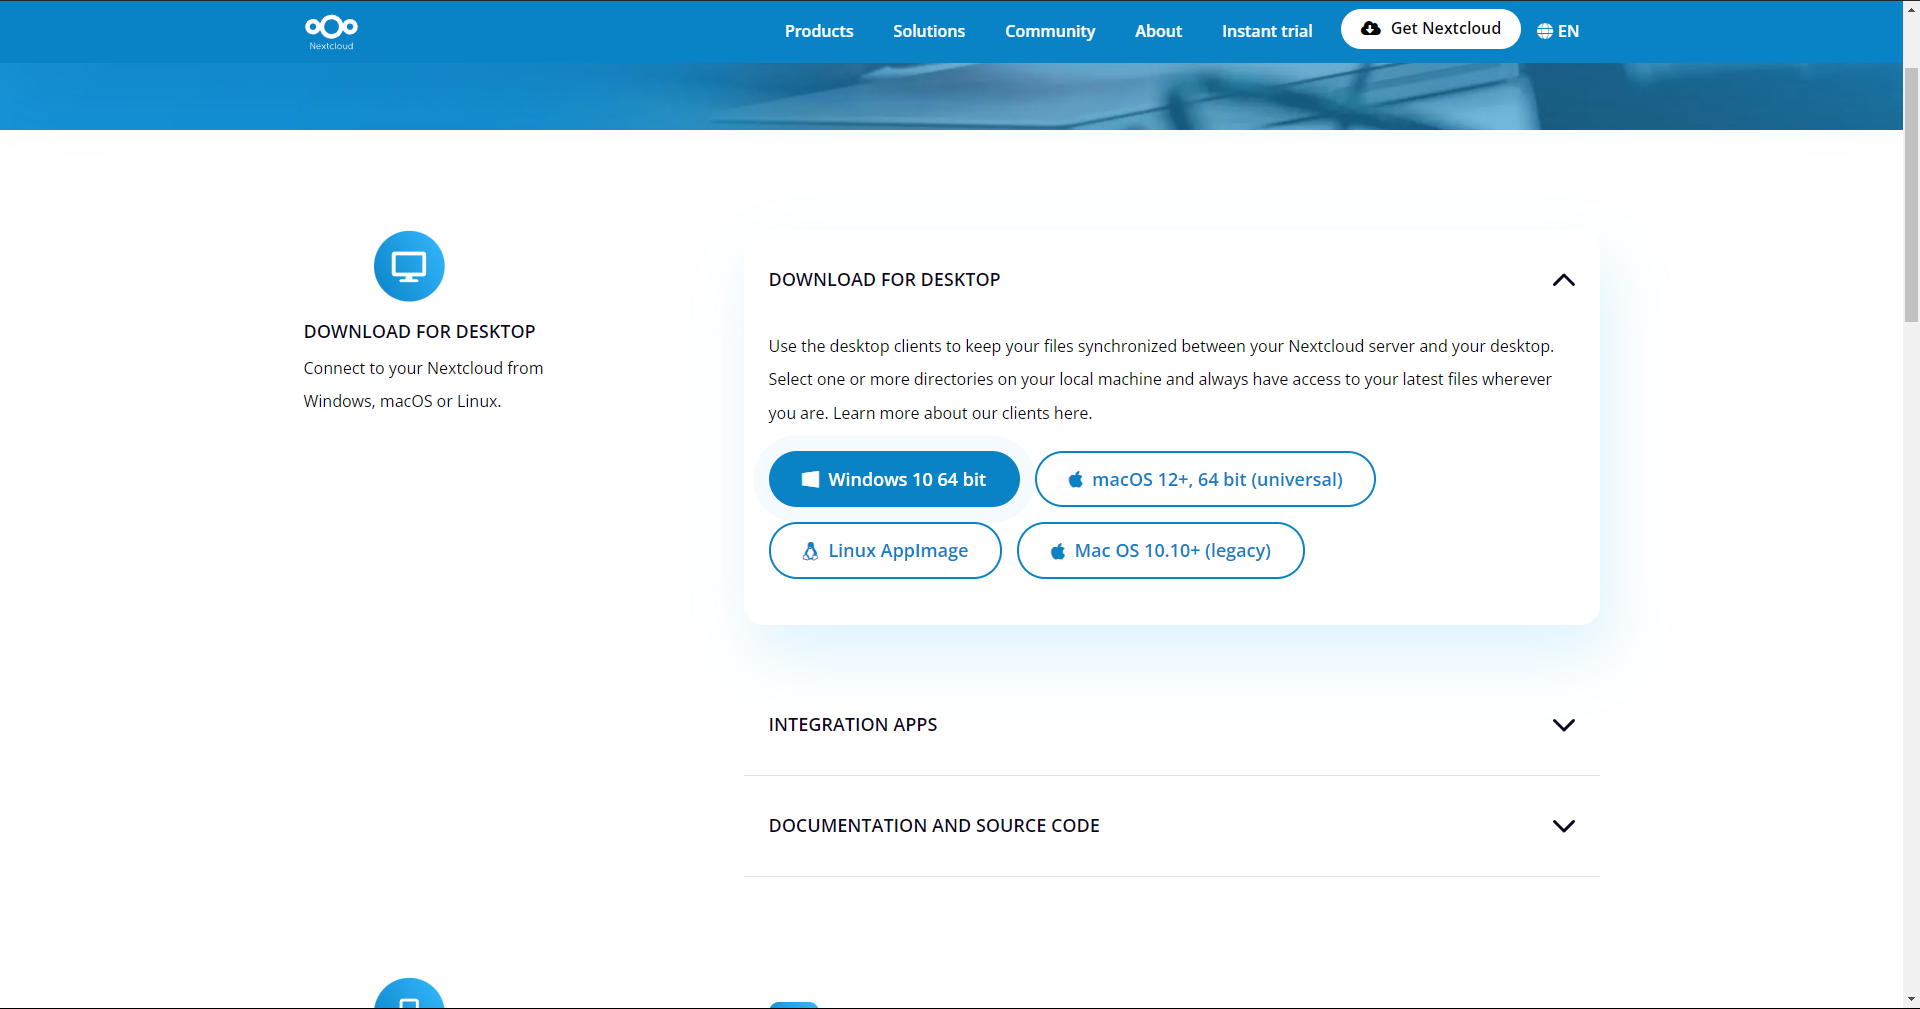 Nextcloud
Products Solutions Community About Instant trial Get Nextcloud EN
DOWNLOAD FOR DESKTOP
Connect to your Nextcloud from
Windows, macOS or Linux.
DOWNLOAD FOR DESKTOP
Use the desktop clients to keep your files synchronized between your Nextcloud server and your desktop.
Select one or more directories on your local machine and always have access to your latest files wherever
you are. Learn more about our clients here.
Windows 10 64 bit
macOS 12+, 64 bit (universal)
Linux AppImage
Mac OS 10.10+ (legacy)
INTEGRATION APPS
DOCUMENTATION AND SOURCE CODE